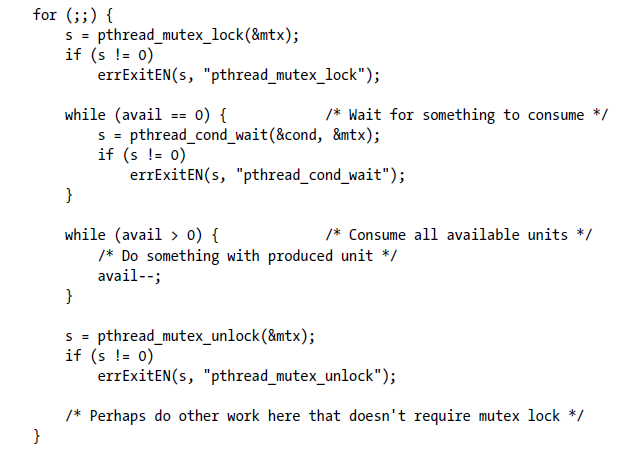 for (;;) {
    s = pthread_mutex_lock(&mtx);
    if (s != 0)
        errExitEN(s, "pthread_mutex_lock");

    while (avail == 0) {            /* Wait for something to consume */
        s = pthread_cond_wait(&cond, &mtx);
        if (s != 0)
            errExitEN(s, "pthread_cond_wait");
    }

    while (avail > 0) {             /* Consume all available units */
        /* Do something with produced unit */
        avail--;
    }

    s = pthread_mutex_unlock(&mtx);
    if (s != 0)
        errExitEN(s, "pthread_mutex_unlock");

    /* Perhaps do other work here that doesn't require mutex lock */
}